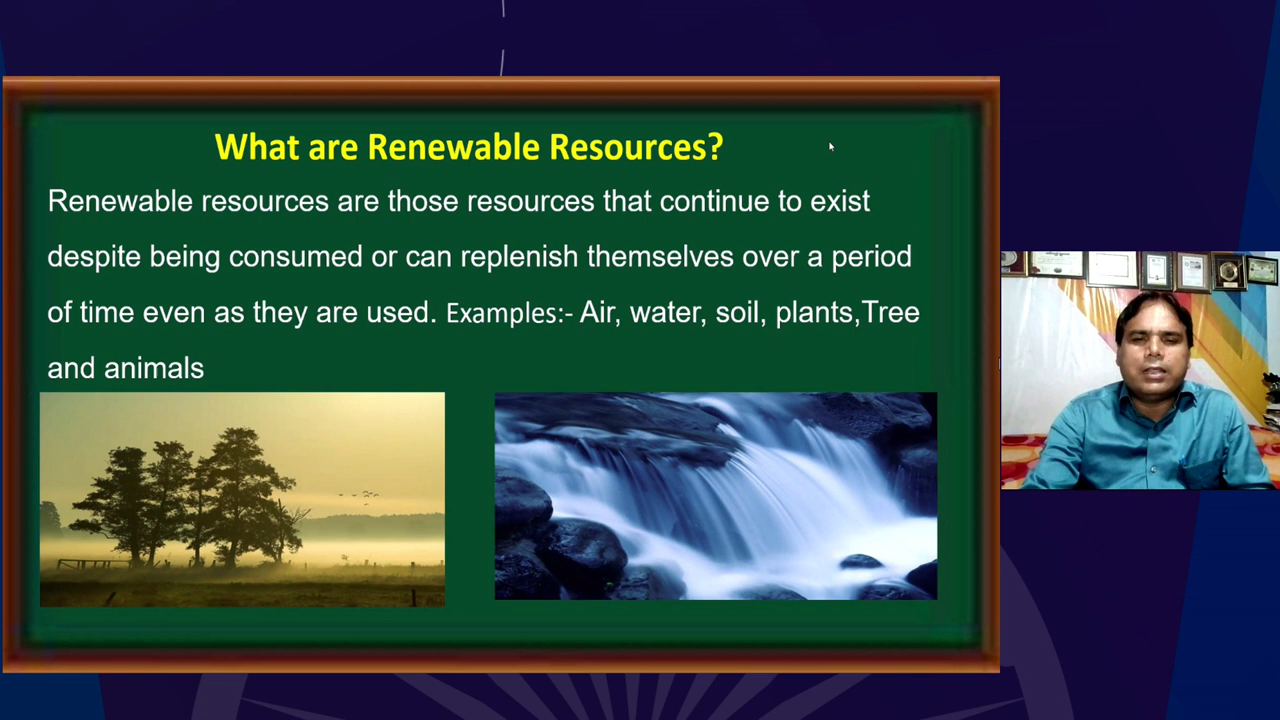 What are Renewable Resources?
Renewable resources are those resources that continue to exist
despite being consumed or can replenish themselves over a period
of time even as they are used. Examples:- Air, water, soil, plants,Tree
and animals